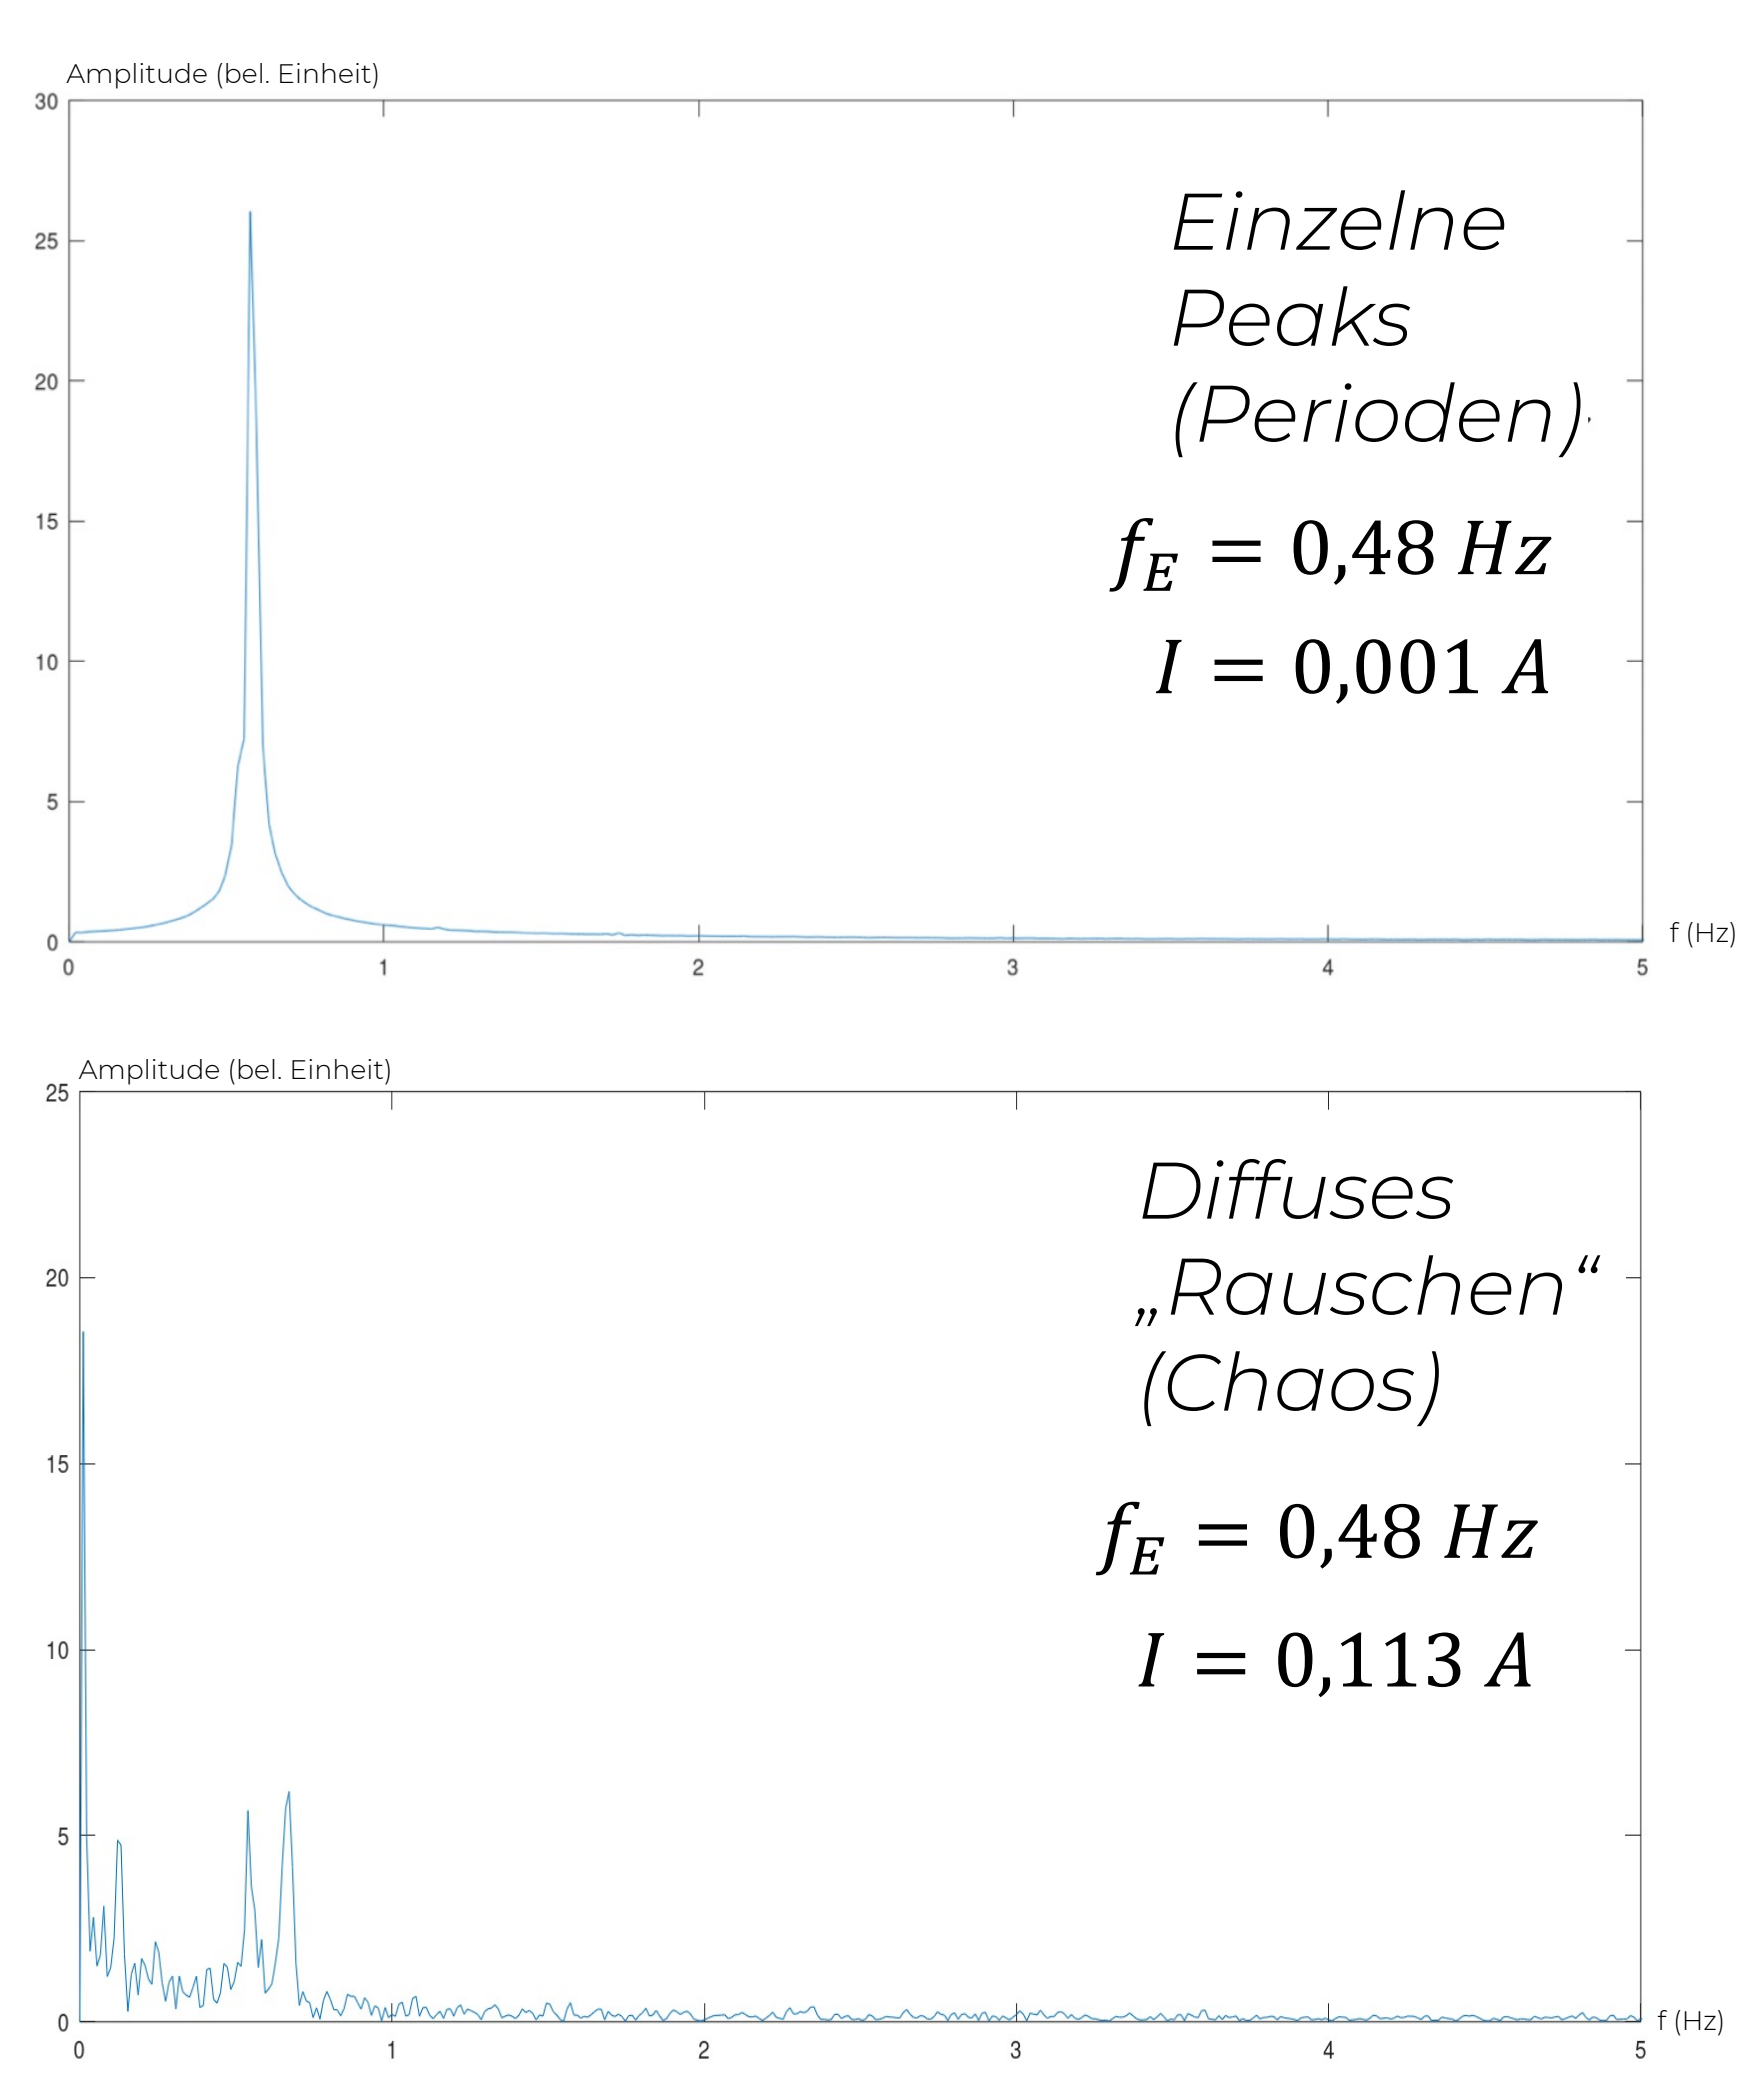 Amplitude (bel. Einheit)
30
25
20
15
10
5
0
Einzelne
Peaks
(Perioden)
f_E = 0,48 Hz
I = 0,001 A
0 1 2 3 4 5
f (Hz)
Amplitude (bel. Einheit)
25
20
15
10
5
0
Diffuses
„Rauschen“
(Chaos)
f_E = 0,48 Hz
I = 0,113 A
0 1 2 3 4 5
f (Hz)